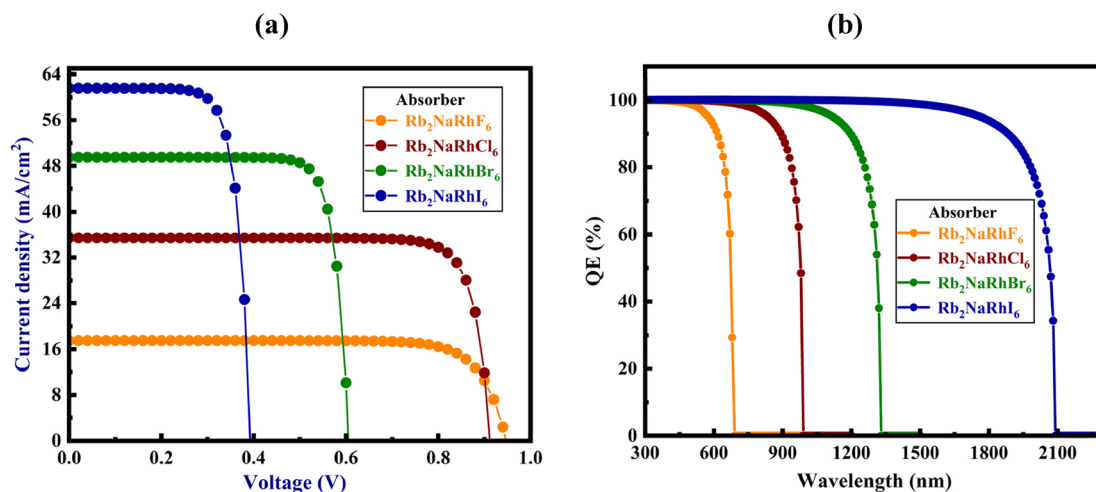 (a)
Current density (mA/cm²)
64
56
48
40
32
24
16
8
0
0.0 0.2 0.4 0.6 0.8 1.0
Voltage (V)
Absorber
Rb₂NaRhF₆
Rb₂NaRhCl₆
Rb₂NaRhBr₆
Rb₂NaRhI₆
(b)
QE (%)
100
80
60
40
20
0
300 600 900 1200 1500 1800 2100
Wavelength (nm)
Absorber
Rb₂NaRhF₆
Rb₂NaRhCl₆
Rb₂NaRhBr₆
Rb₂NaRhI₆